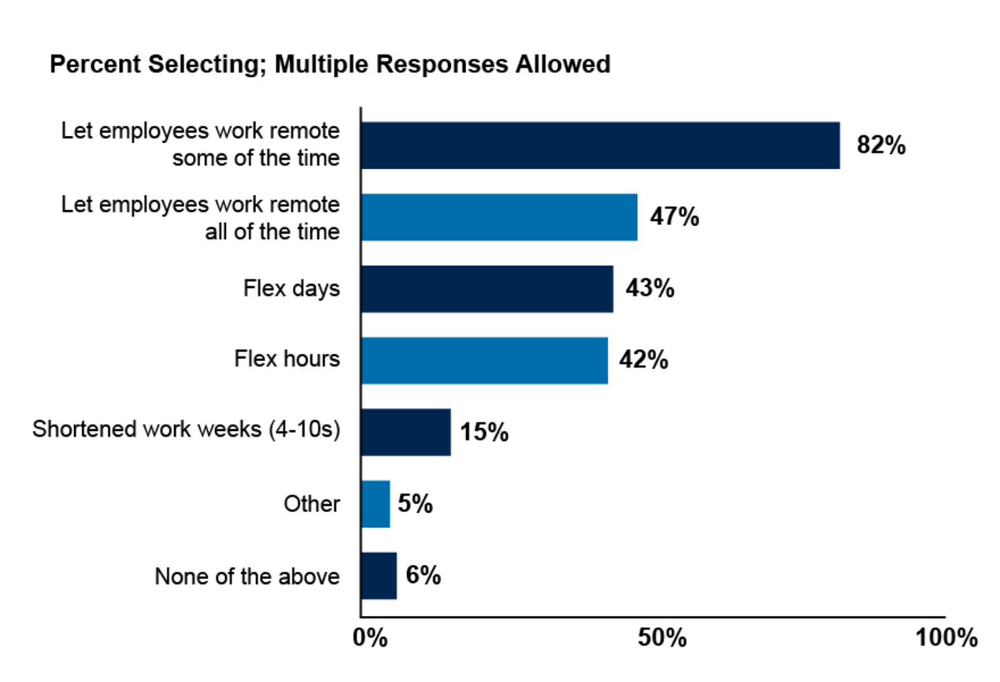 Percent Selecting; Multiple Responses Allowed
Let employees work remote
some of the time
82%
Let employees work remote
all of the time
47%
Flex days
43%
Flex hours
42%
Shortened work weeks (4-10s)
15%
Other
5%
None of the above
6%
0%
50%
100%